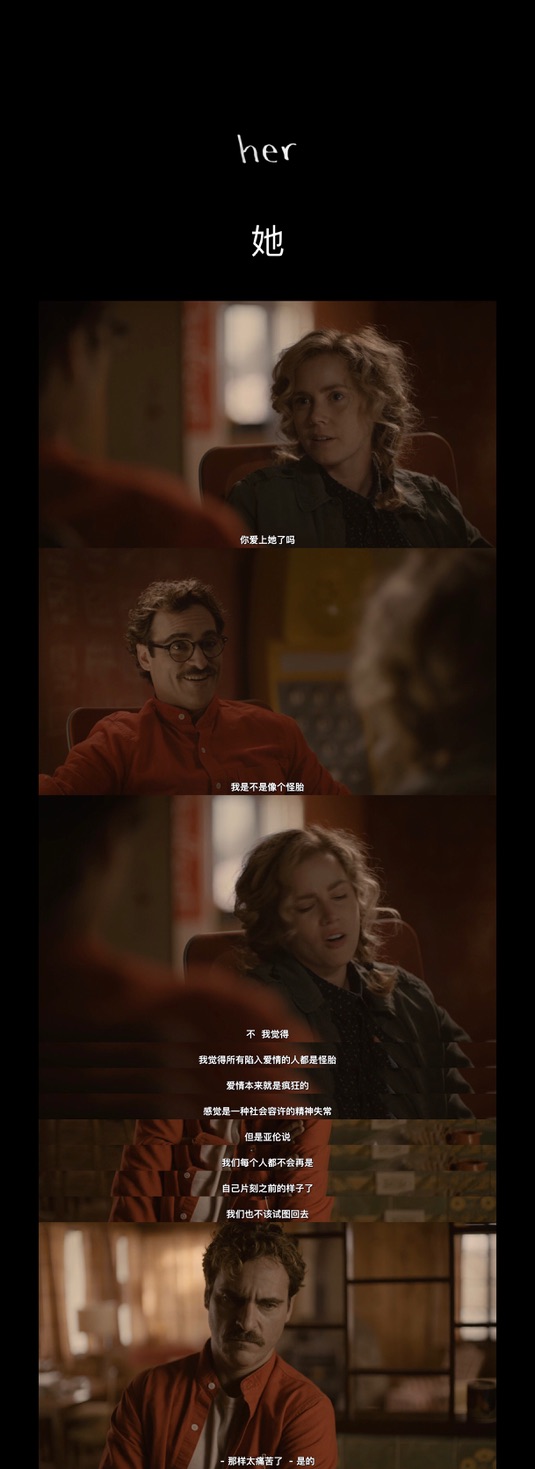 her
她
你爱上她了吗
我是不是像个怪胎
不 我觉得
我觉得所有陷入爱情的人都是怪胎
爱情本来就是疯狂的
感觉是一种社会容许的精神失常
但是亚伦说
我们每个人都不会再是
自己片刻之前的样子了
我们也不该试图回去
- 那样太痛苦了 - 是的